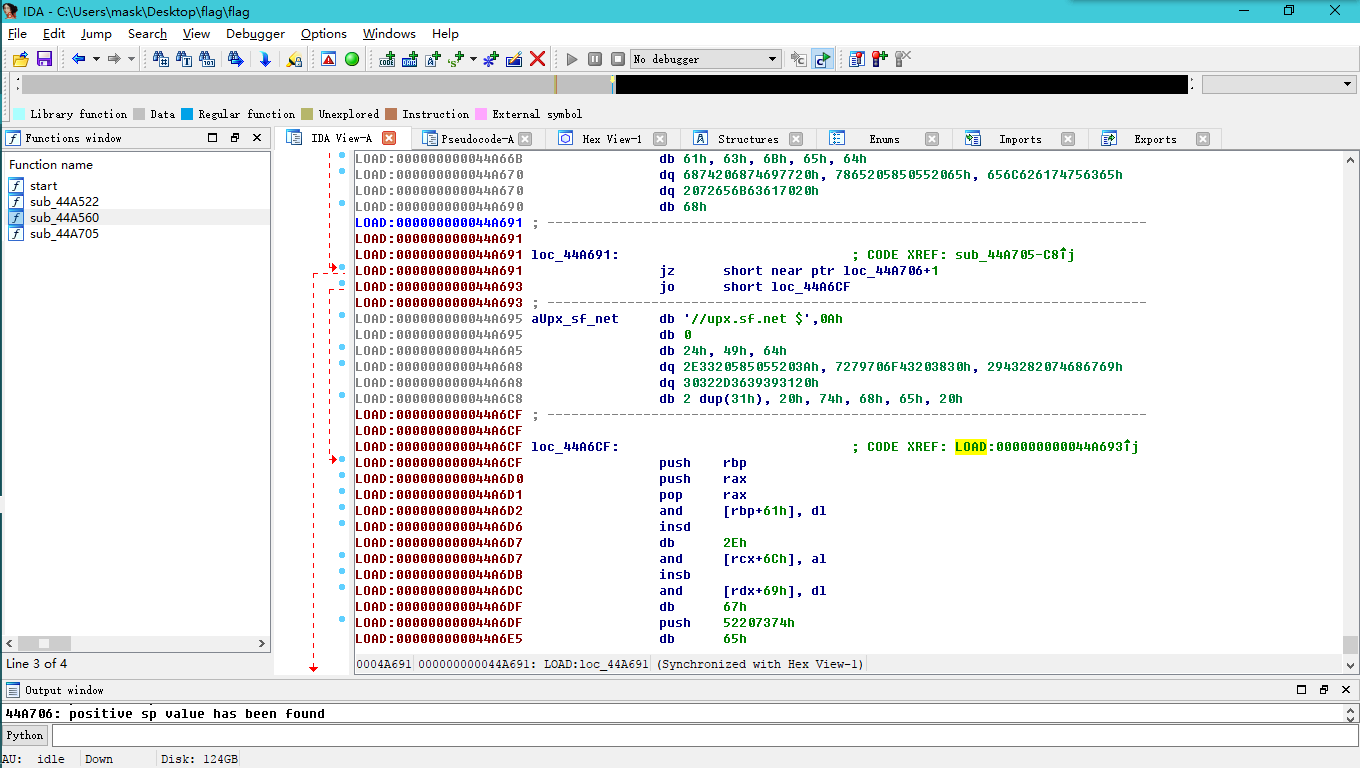 IDA - C:\Users\mask\Desktop\flag\flag
File Edit Jump Search View Debugger Options Windows Help
No debugger
Library function Data Regular function Unexplored Instruction External symbol
Functions window
IDA View-A Pseudocode-A Hex View-1 Structures Enums Imports Exports
Function name
start
sub_44A522
sub_44A560
sub_44A705
Line 3 of 4
LOAD:000000000044A66B db 61h, 63h, 6Bh, 65h, 64h
LOAD:000000000044A670 dq 6874206874697720h, 7865205850552065h, 656C626174756365h
LOAD:000000000044A670 dq 2072656B63617020h
LOAD:000000000044A690 db 68h
LOAD:000000000044A691 ; ---------------------------------------------------------------------------
LOAD:000000000044A691
LOAD:000000000044A691 loc_44A691: ; CODE XREF: sub_44A705-C8↑j
LOAD:000000000044A691 jz short near ptr loc_44A706+1
LOAD:000000000044A693 jo short loc_44A6CF
LOAD:000000000044A693 ; ---------------------------------------------------------------------------
LOAD:000000000044A695 aUpx_sf_net db '//upx.sf.net $',0Ah
LOAD:000000000044A695 db 0
LOAD:000000000044A6A5 db 24h, 49h, 64h
LOAD:000000000044A6A8 dq 2E3320585055203Ah, 7279706F43203830h, 2943282074686769h
LOAD:000000000044A6A8 dq 30322D3639393120h
LOAD:000000000044A6C8 db 2 dup(31h), 20h, 74h, 68h, 65h, 20h
LOAD:000000000044A6CF ; ---------------------------------------------------------------------------
LOAD:000000000044A6CF
LOAD:000000000044A6CF loc_44A6CF: ; CODE XREF: LOAD:000000000044A693↑j
LOAD:000000000044A6CF push rbp
LOAD:000000000044A6D0 push rax
LOAD:000000000044A6D1 pop rax
LOAD:000000000044A6D2 and [rbp+61h], dl
LOAD:000000000044A6D6 insd
LOAD:000000000044A6D7 db 2Eh
LOAD:000000000044A6D7 and [rcx+6Ch], al
LOAD:000000000044A6DB insb
LOAD:000000000044A6DC and [rdx+69h], dl
LOAD:000000000044A6DF db 67h
LOAD:000000000044A6DF push 52207374h
LOAD:000000000044A6E5 db 65h
0004A691 000000000044A691: LOAD:loc_44A691 (Synchronized with Hex View-1)
Output window
44A706: positive sp value has been found
Python
AU: idle Down Disk: 124GB